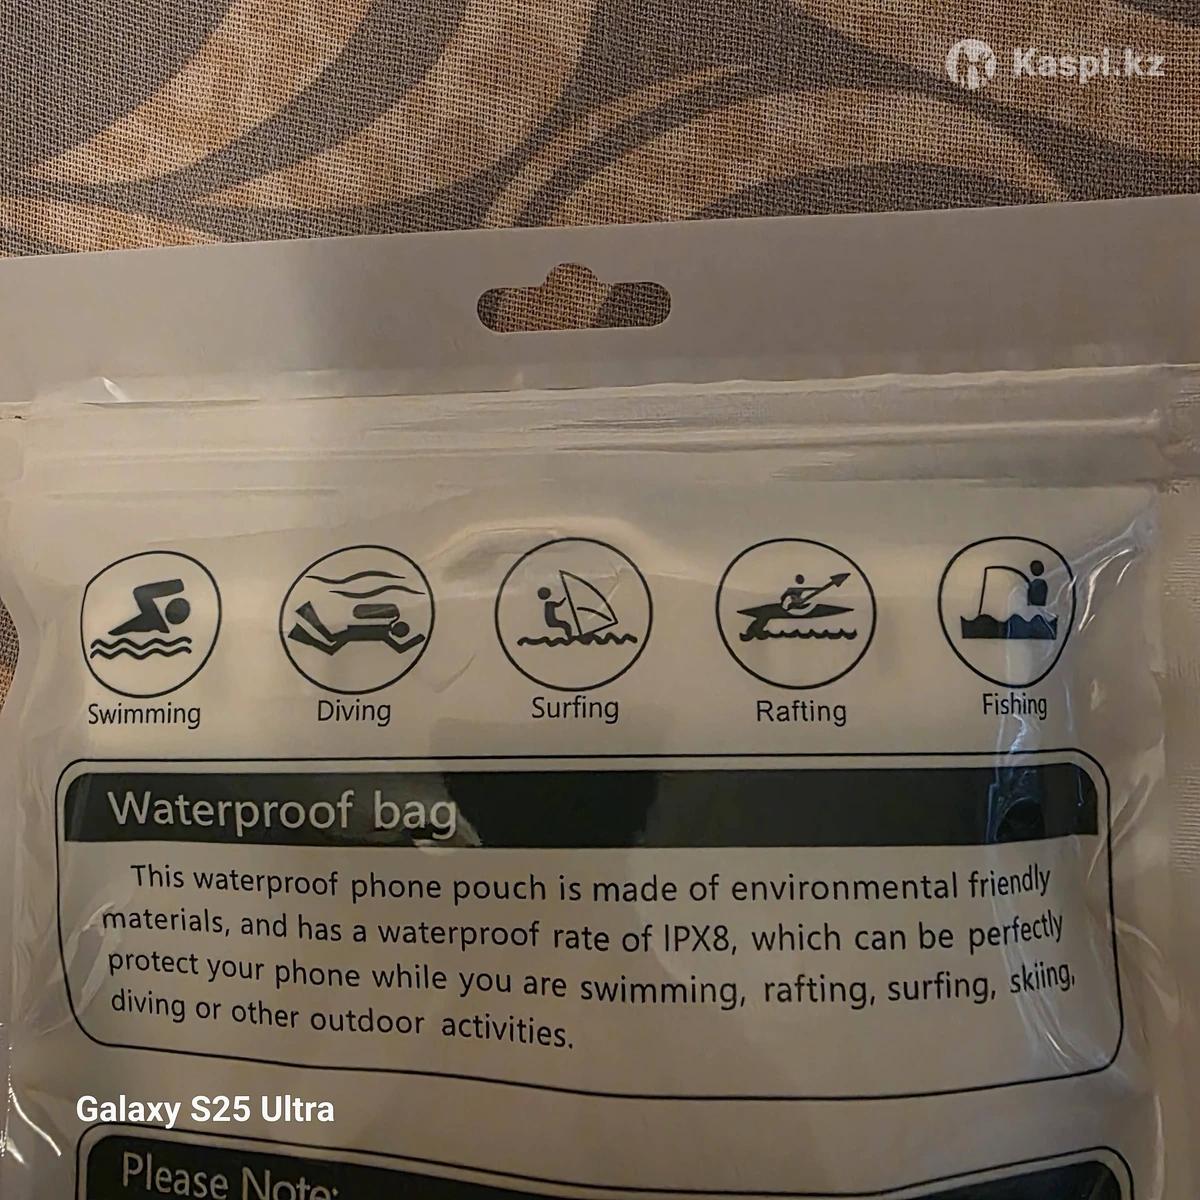 Kaspi.kz
Swimming
Diving
Surfing
Rafting
Fishing
Waterproof bag
This waterproof phone pouch is made of environmental friendly
materials, and has a waterproof rate of IPX8, which can be perfectly
protect your phone while you are swimming, rafting, surfing, skiing,
diving or other outdoor activities.
Galaxy S25 Ultra
Please Note: